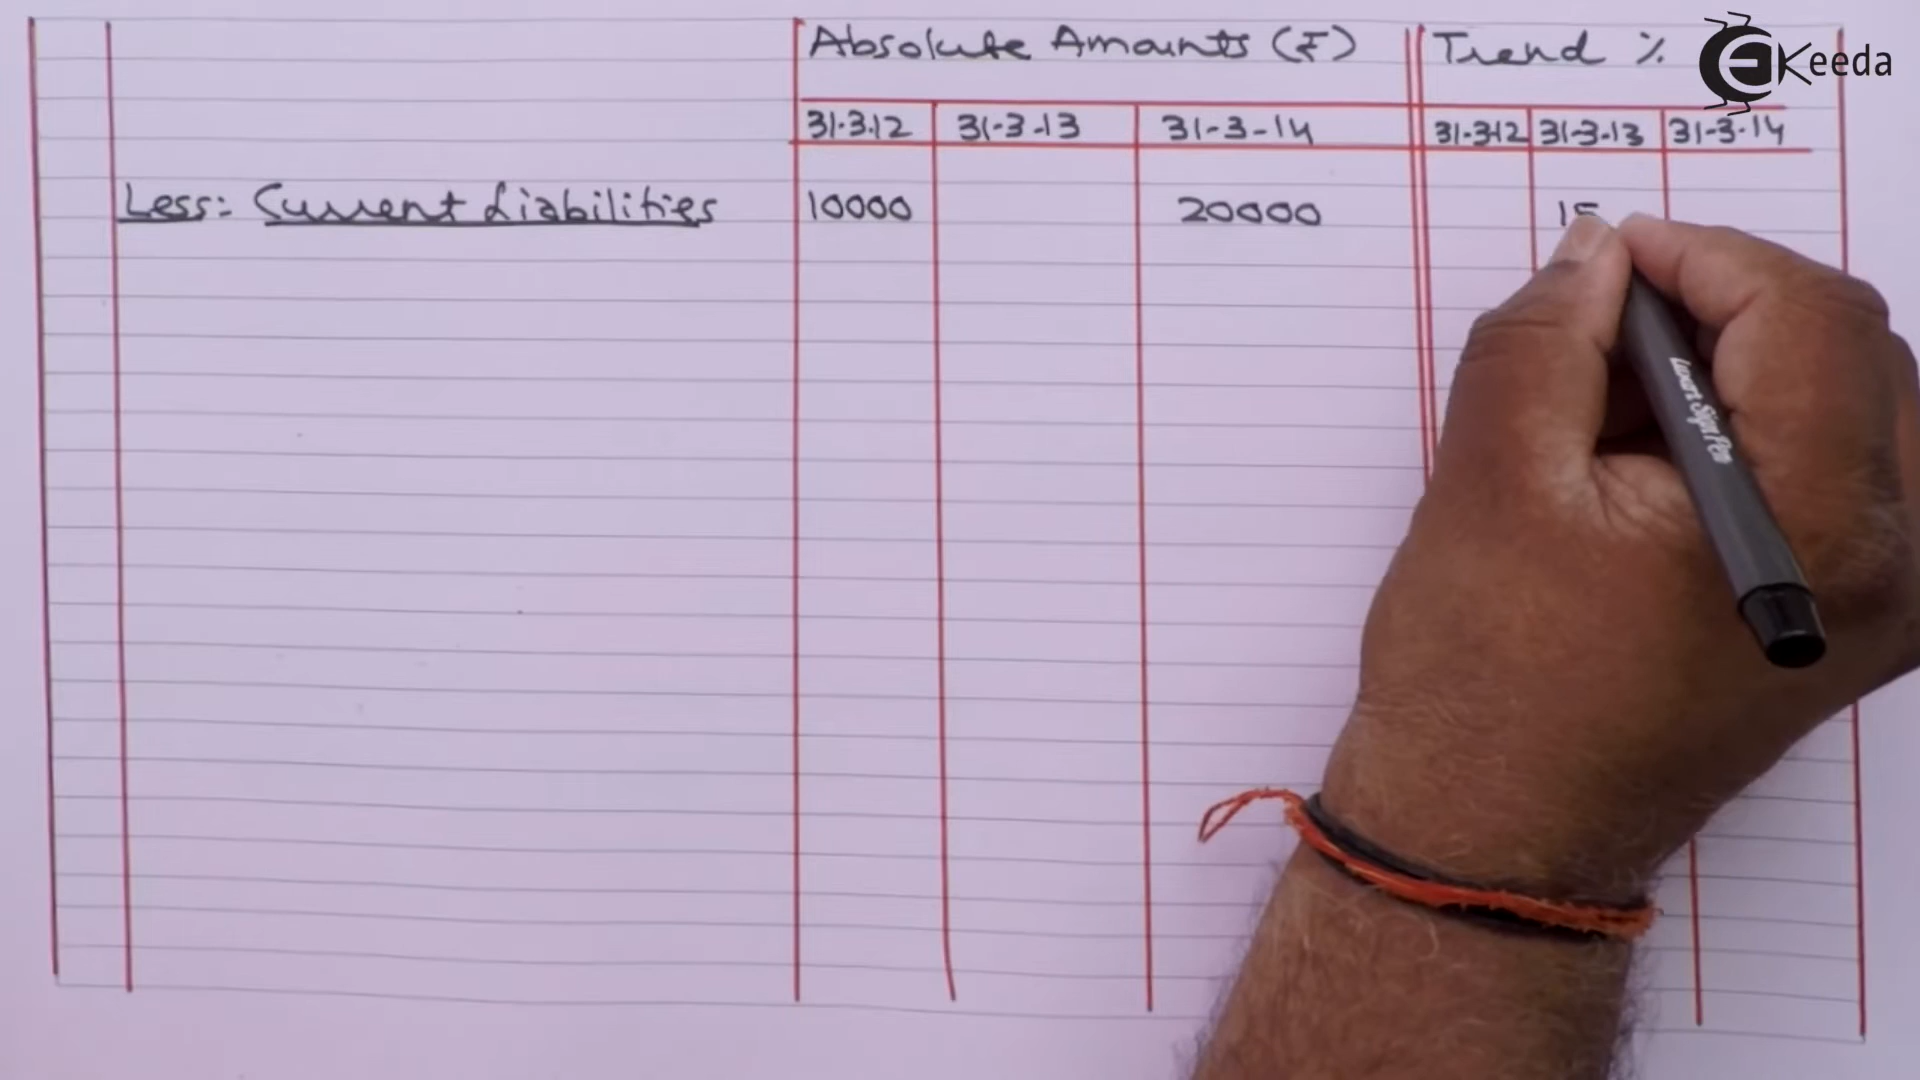 Absolute Amounts (₹) Trend %
Keeda
31.3.12 31-3-13 31-3-14 31-3-12 31-3-13 31-3-14
Less: Current Liabilities 10000 20000 15
Luxor Sign Pen